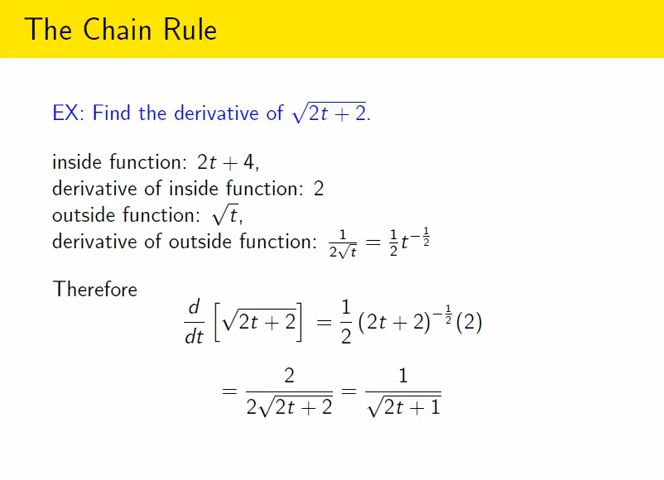 The Chain Rule
EX: Find the derivative of √(2t + 2).
inside function: 2t + 4,
derivative of inside function: 2
outside function: √t,
derivative of outside function: 1/(2√t) = 1/2 t^(-1/2)
Therefore
d/dt [√(2t + 2)] = 1/2 (2t + 2)^(-1/2) (2)
= 2/(2√(2t + 2)) = 1/√(2t + 1)